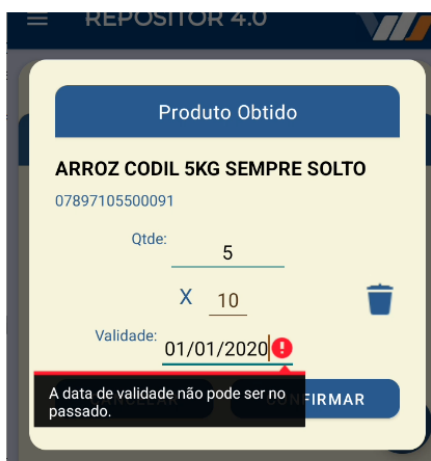 REPOSITOR 4.0
Produto Obtido
ARROZ CODIL 5KG SEMPRE SOLTO
07897105500091
Qtde: 5
X 10
Validade: 01/01/2020
A data de validade não pode ser no
passado.
CONFIRMAR